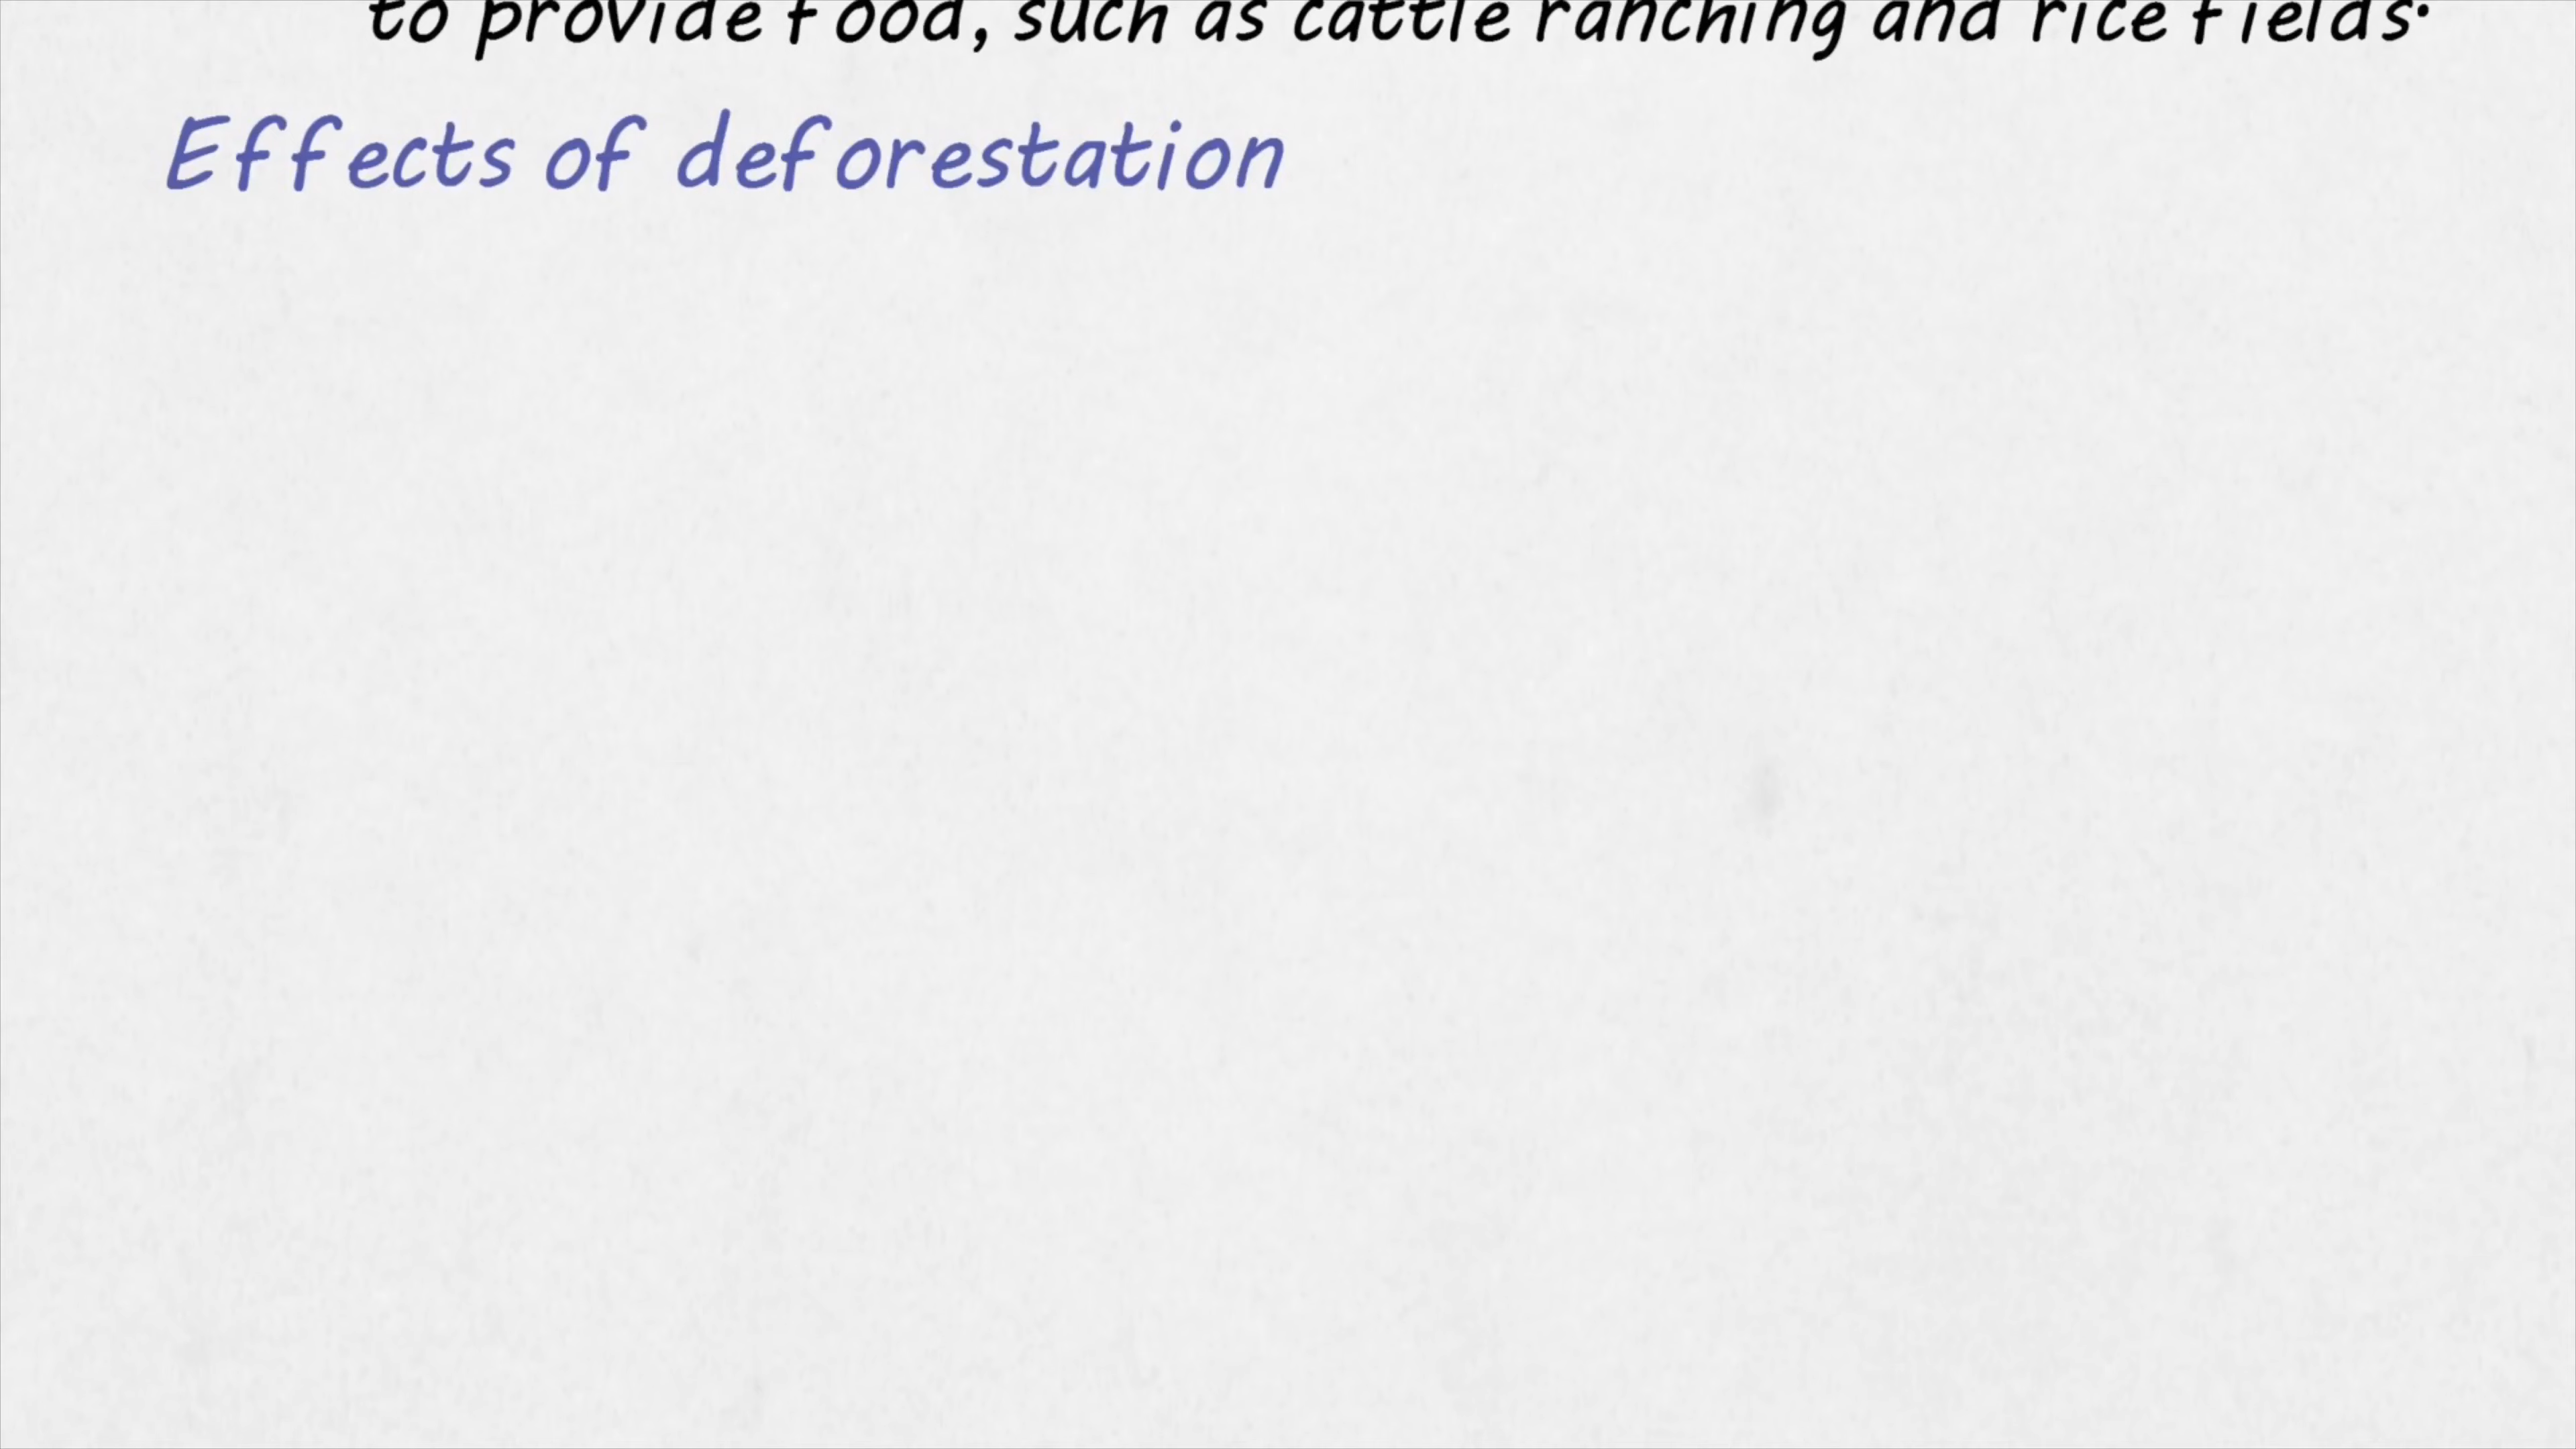 to provide food, such as cattle ranching and rice fields.
Effects of deforestation